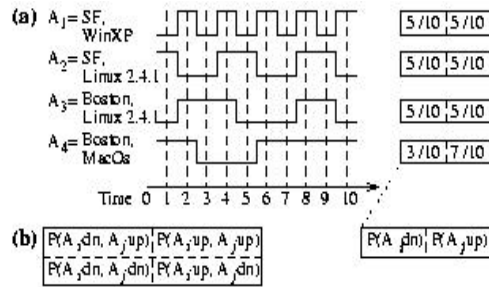 (a) A1= SF, WinXP 5/10 5/10
A2= SF, Linux 2.4.1 5/10 5/10
A3= Boston, Linux 2.4.1 5/10 5/10
A4= Boston, MacOs 3/10 7/10
Time 0 1 2 3 4 5 6 7 8 9 10
(b) P(Ai dn, Aj up) P(Ai up, Aj up) P(Ai dn) P(Ai up)
P(Ai dn, Aj dn) P(Ai up, Aj dn)